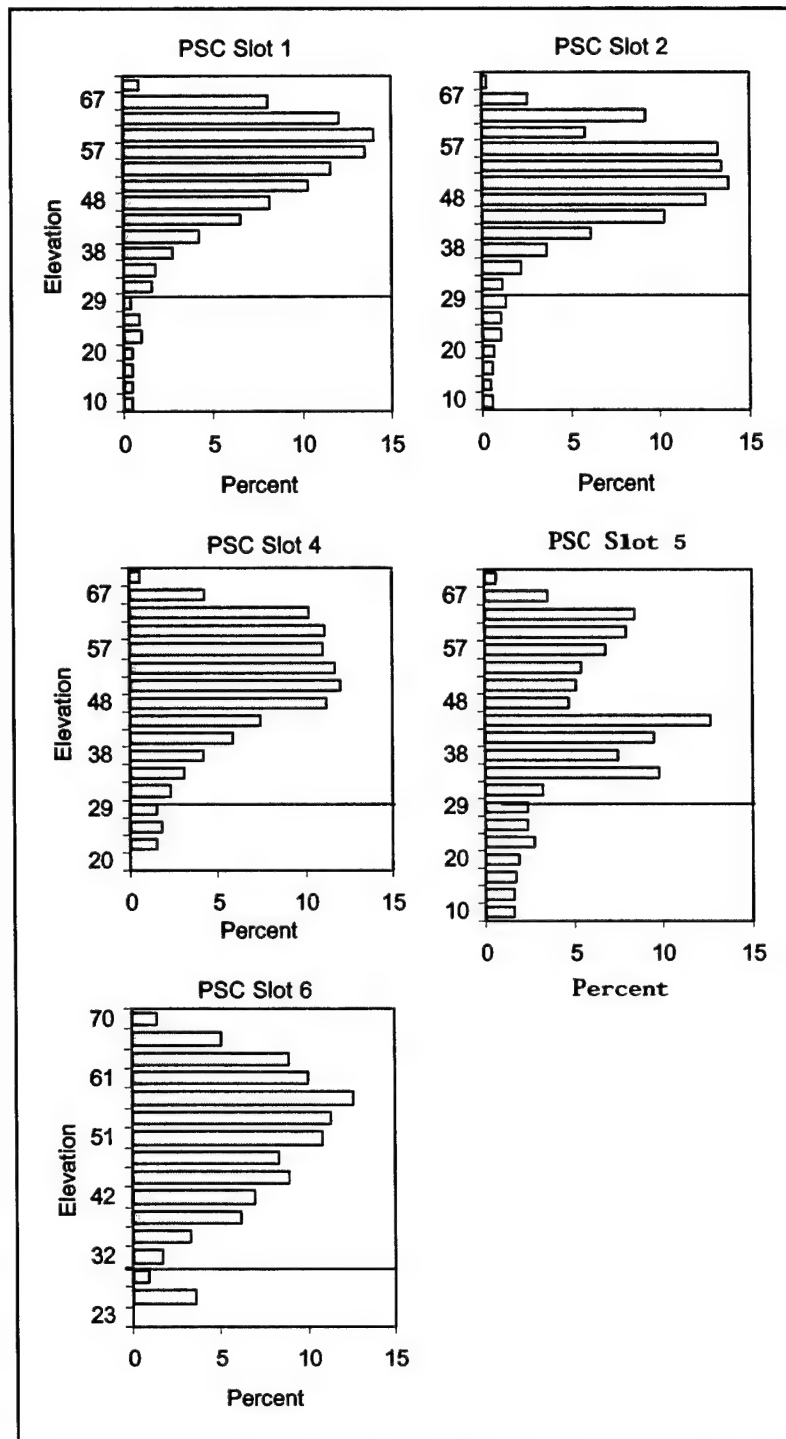 PSC Slot 1
Elevation
67
57
48
38
29
20
10
0 5 10 15
Percent
PSC Slot 2
67
57
48
38
29
20
10
0 5 10 15
Percent
PSC Slot 4
Elevation
67
57
48
38
29
20
0 5 10 15
Percent
PSC Slot 5
67
57
48
38
29
20
10
0 5 10 15
Percent
PSC Slot 6
Elevation
70
61
51
42
32
23
0 5 10 15
Percent